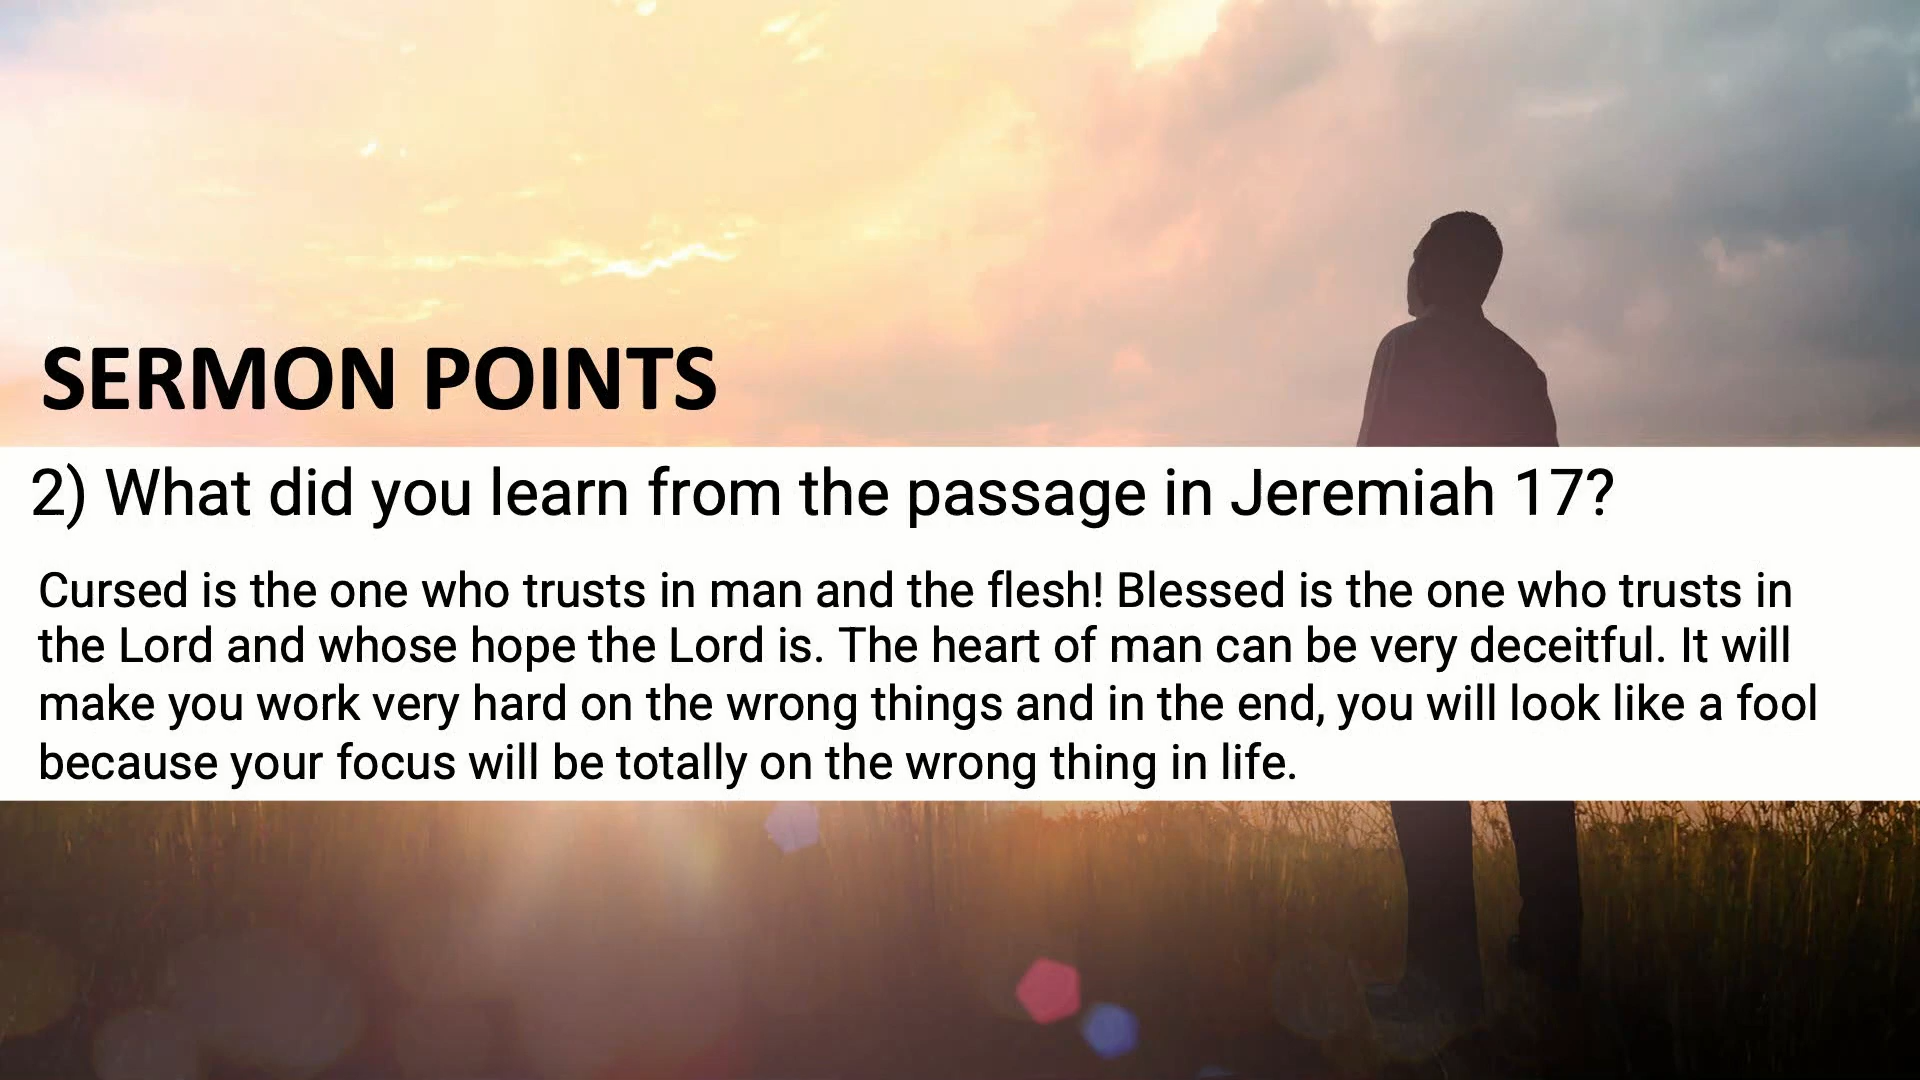 SERMON POINTS
2) What did you learn from the passage in Jeremiah 17?
Cursed is the one who trusts in man and the flesh! Blessed is the one who trusts in
the Lord and whose hope the Lord is. The heart of man can be very deceitful. It will
make you work very hard on the wrong things and in the end, you will look like a fool
because your focus will be totally on the wrong thing in life.